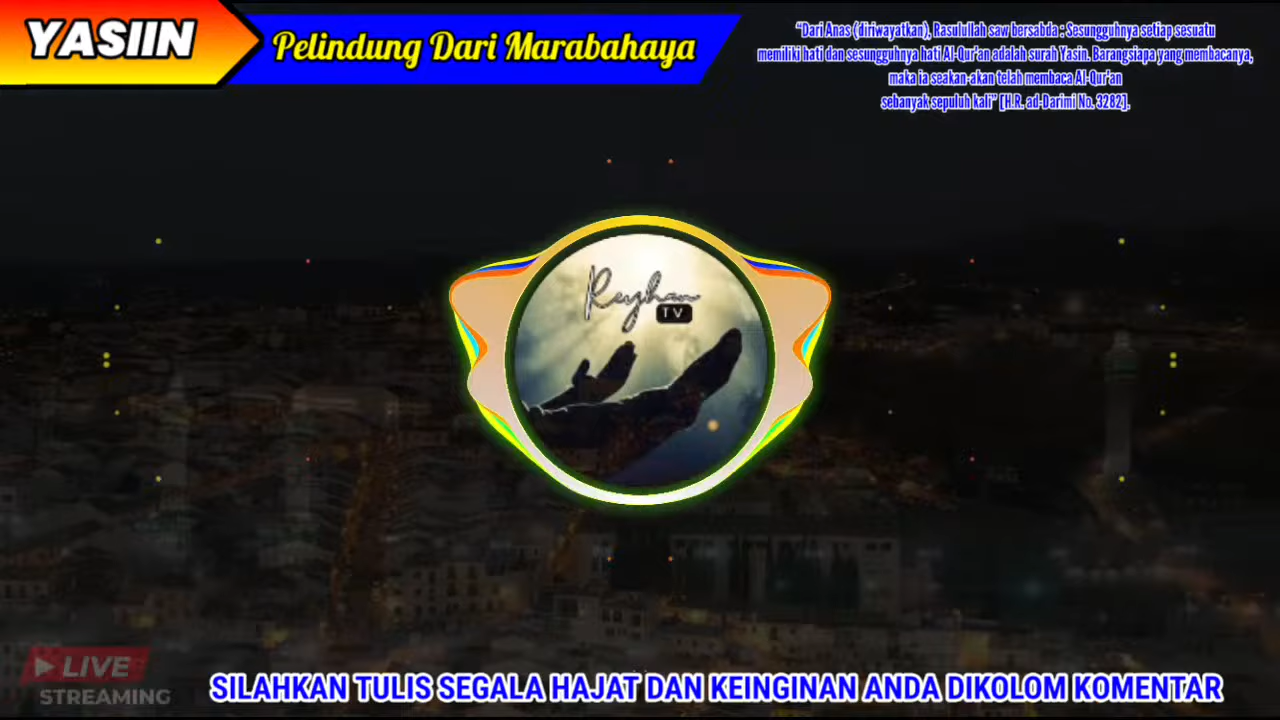 YASIIN
Pelindung Dari Marabahaya
“Dari Anas (diriwayatkan), Rasulullah saw bersabda : Sesungguhnya setiap sesuatu
memiliki hati dan sesungguhnya hati Al-Qur'an adalah surah Yasin. Barangsiapa yang membacanya,
maka ia seakan-akan telah membaca Al-Qur'an
sebanyak sepuluh kali” [H.R. ad-Darimi No. 3282].
Reyhan
TV
LIVE
STREAMING
SILAHKAN TULIS SEGALA HAJAT DAN KEINGINAN ANDA DIKOLOM KOMENTAR